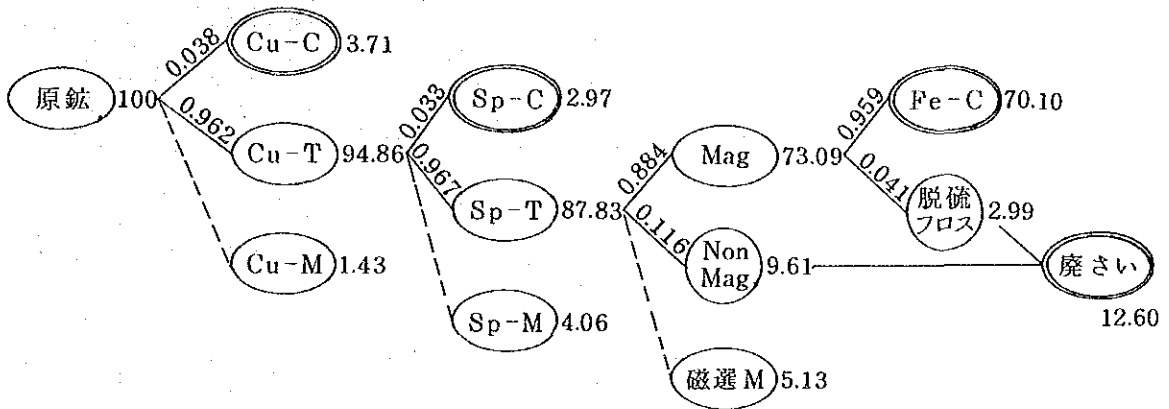 原鉱 100
0.038
Cu-C 3.71
0.962
Cu-T 94.86
Cu-M 1.43
0.033
Sp-C 2.97
0.967
Sp-T 87.83
Sp-M 4.06
0.884
Mag 73.09
0.116
Non
Mag. 9.61
磁選M 5.13
0.959
Fe-C 70.10
0.041
脱硫
フロス 2.99
廃さい
12.60